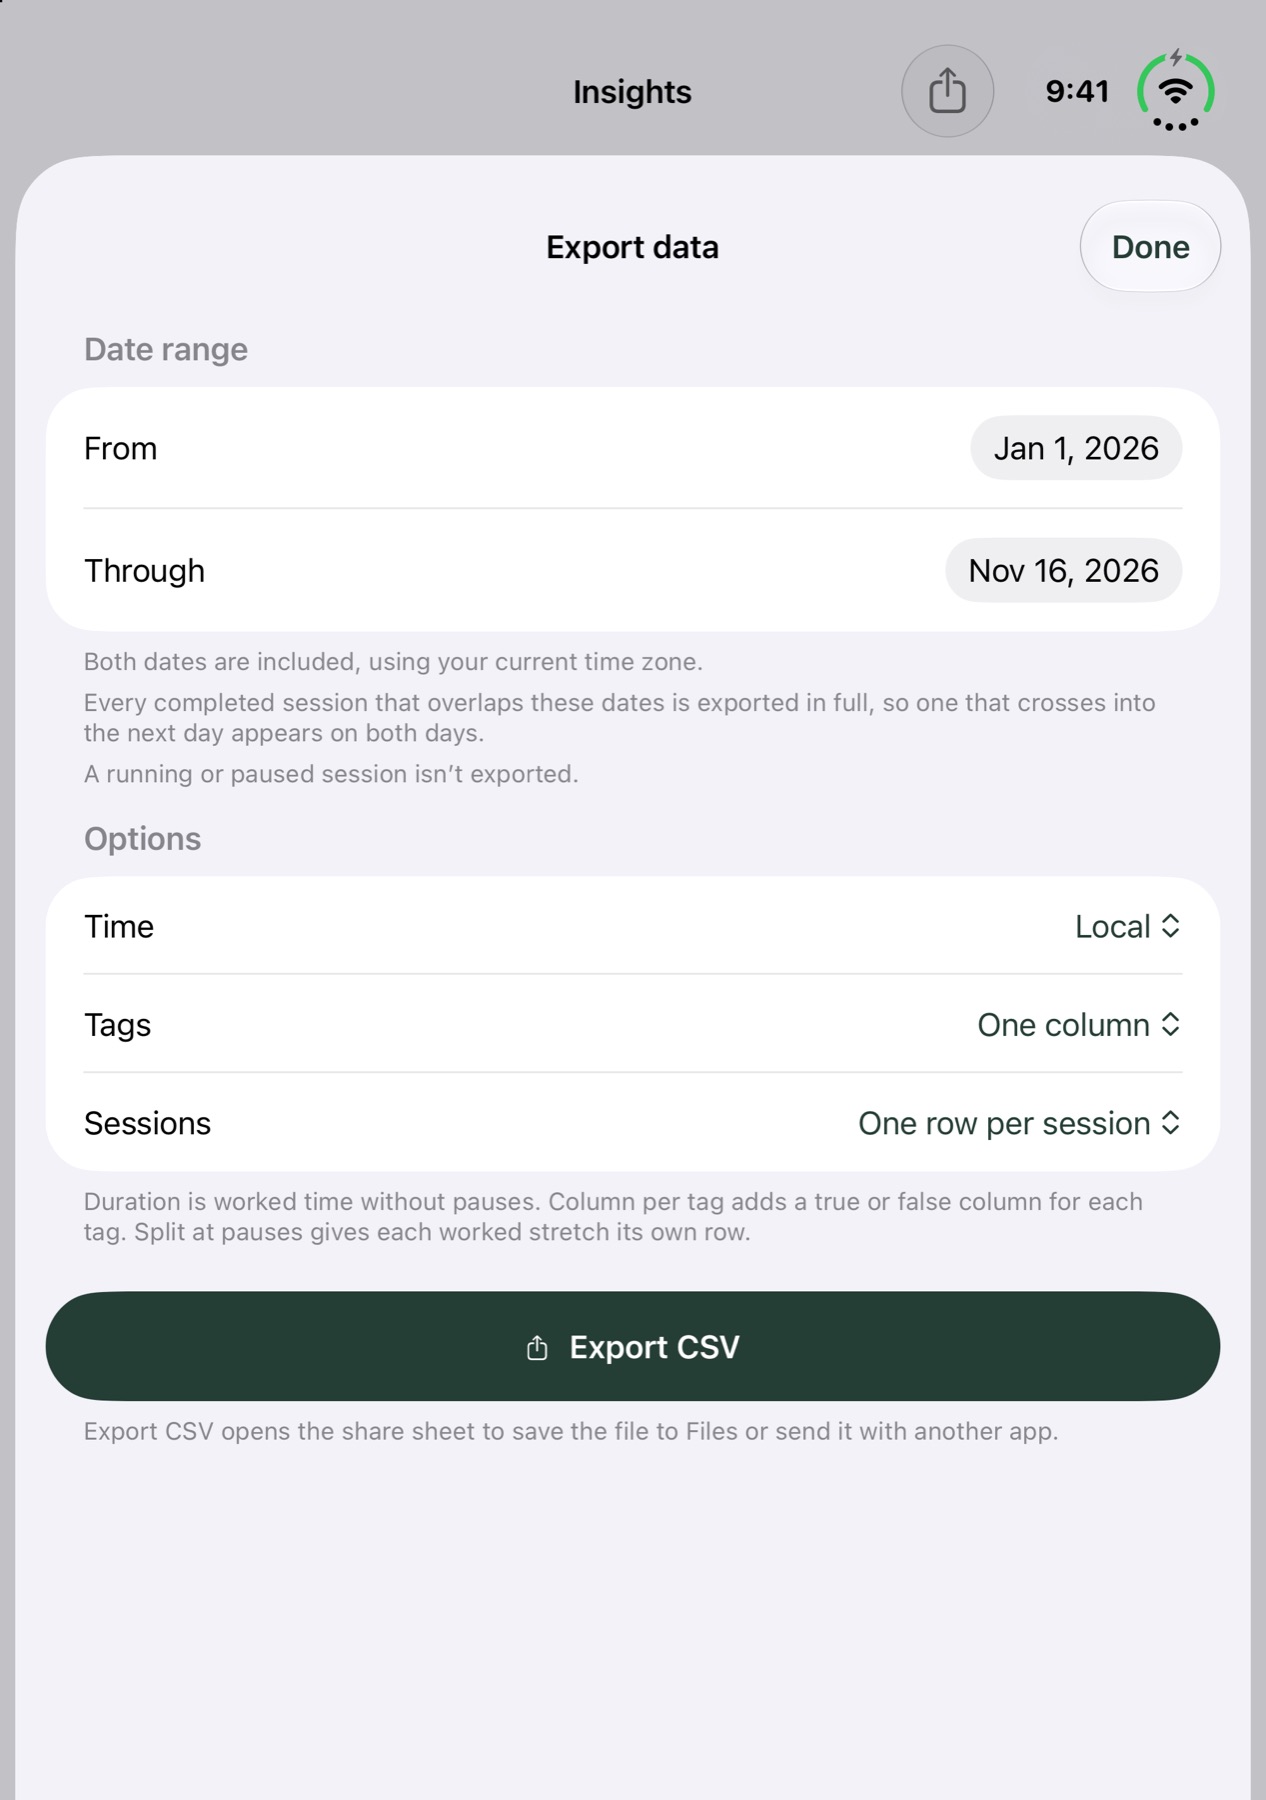 Insights
9:41
Export data
Done
Date range
From
Jan 1, 2026
Through
Nov 16, 2026
Both dates are included, using your current time zone.
Every completed session that overlaps these dates is exported in full, so one that crosses into
the next day appears on both days.
A running or paused session isn’t exported.
Options
Time
Local
Tags
One column
Sessions
One row per session
Duration is worked time without pauses. Column per tag adds a true or false column for each
tag. Split at pauses gives each worked stretch its own row.
Export CSV
Export CSV opens the share sheet to save the file to Files or send it with another app.